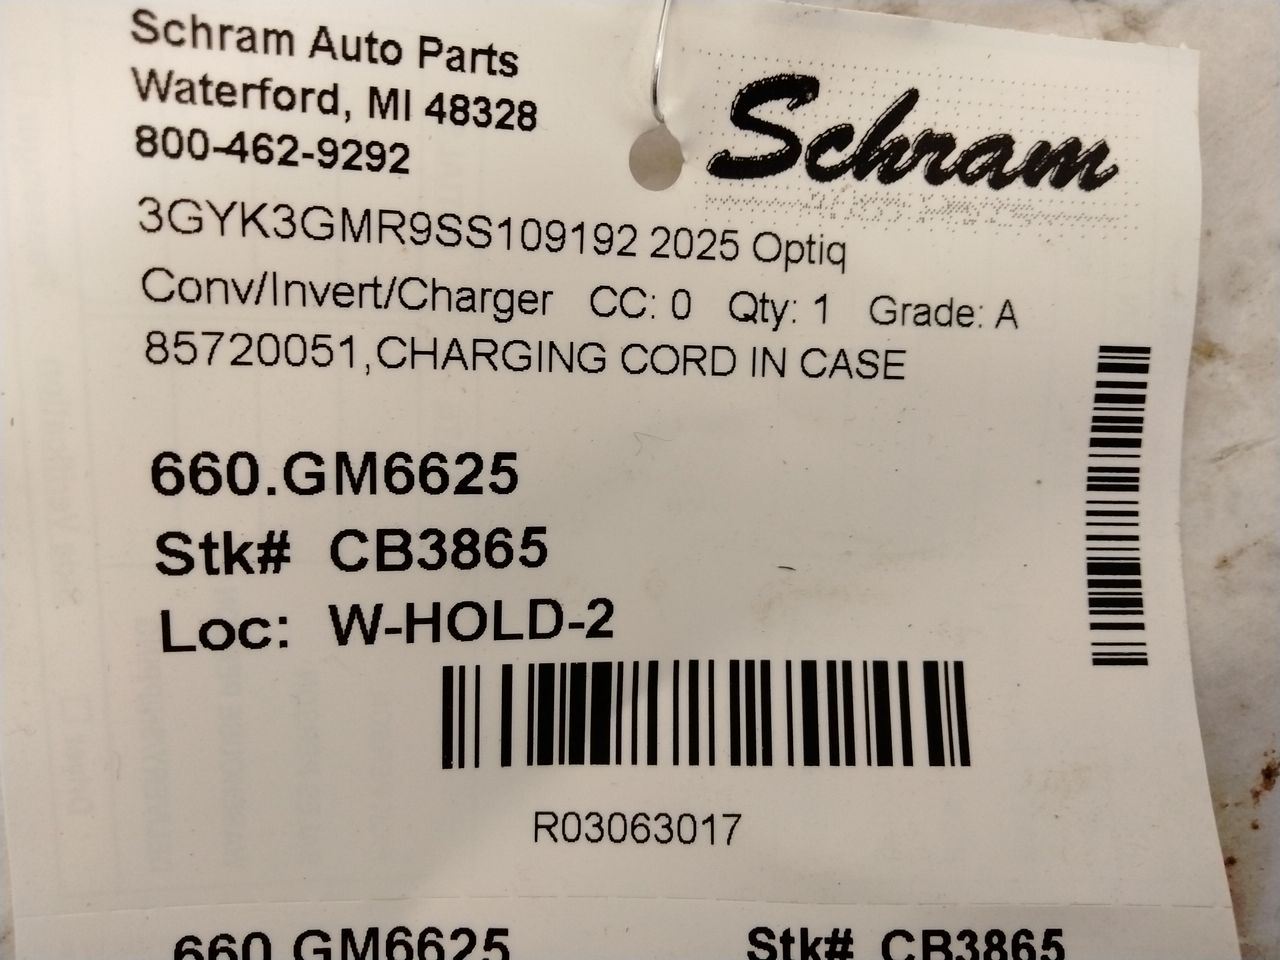 Schram Auto Parts
Waterford, MI 48328
800-462-9292
Schram
3GYK3GMR9SS109192 2025 Optiq
Conv/Invert/Charger CC: 0 Qty: 1 Grade: A
85720051,CHARGING CORD IN CASE
660.GM6625
Stk# CB3865
Loc: W-HOLD-2
R03063017
660.GM6625 Stk# CB3865